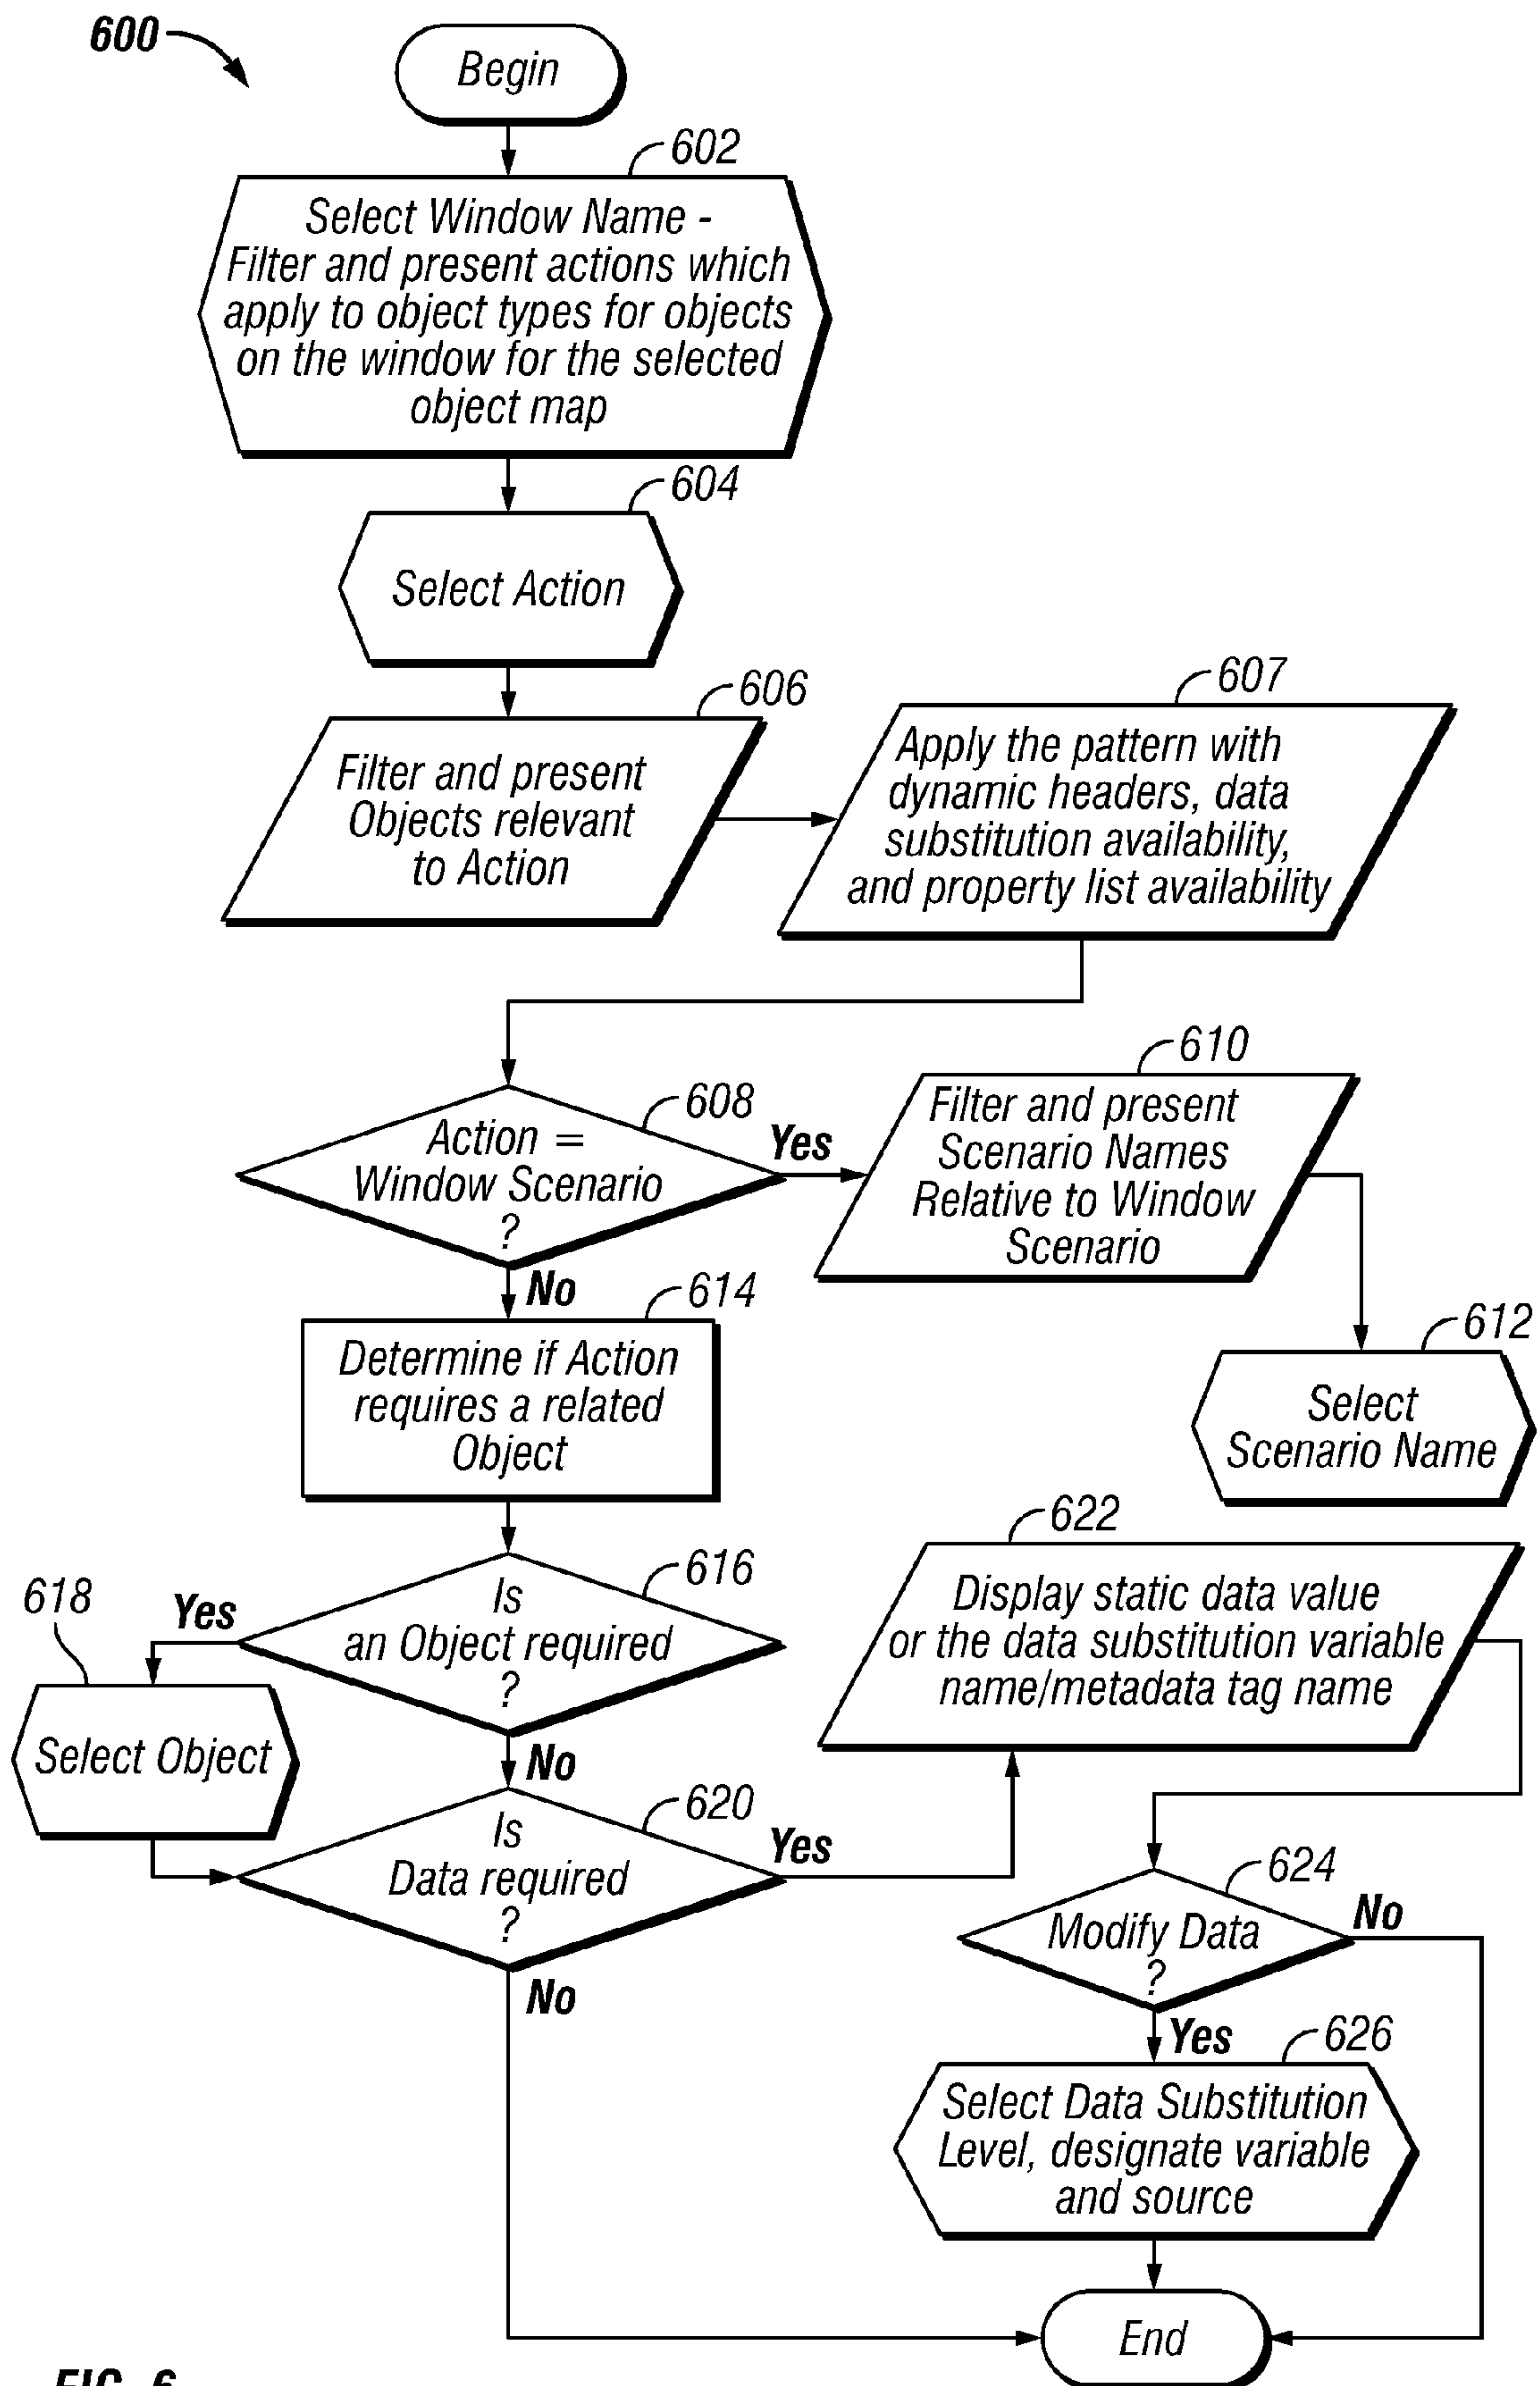 600
Begin
602
Select Window Name -
Filter and present actions which
apply to object types for objects
on the window for the selected
object map
604
Select Action
606
Filter and present
Objects relevant
to Action
607
Apply the pattern with
dynamic headers, data
substitution availability,
and property list availability
608
Action =
Window Scenario
?
Yes
610
Filter and present
Scenario Names
Relative to Window
Scenario
No
612
Select
Scenario Name
614
Determine if Action
requires a related
Object
616
Is
an Object required
?
Yes
618
Select Object
No
620
Is
Data required
?
Yes
622
Display static data value
or the data substitution variable
name/metadata tag name
No
624
Modify Data
?
No
Yes
626
Select Data Substitution
Level, designate variable
and source
End
FIG. 6